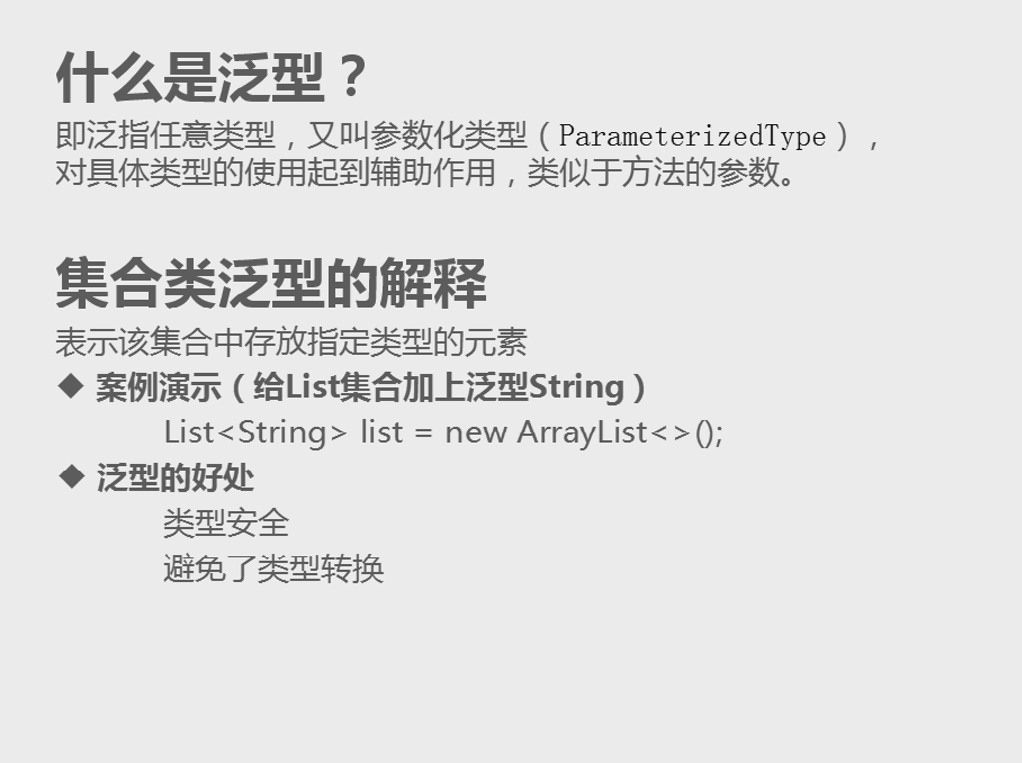 什么是泛型？
即泛指任意类型，又叫参数化类型（ParameterizedType），
对具体类型的使用起到辅助作用，类似于方法的参数。
集合类泛型的解释
表示该集合中存放指定类型的元素
◆ 案例演示（给List集合加上泛型String）
List<String> list = new ArrayList<>();
◆ 泛型的好处
类型安全
避免了类型转换